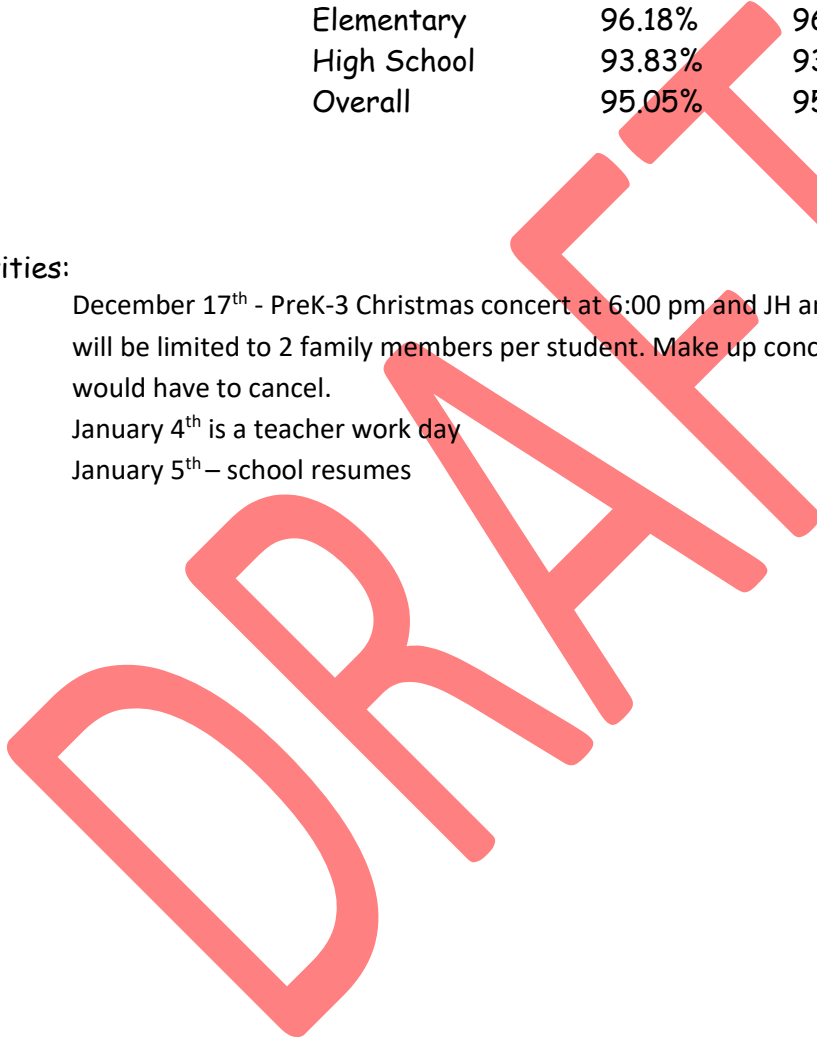 Elementary 96.18% 96
High School 93.83% 93
Overall 95.05% 95
ities:
December 17th - PreK-3 Christmas concert at 6:00 pm and JH
will be limited to 2 family members per student. Make up
would have to cancel.
January 4th is a teacher work day
January 5th – school resumes
DRAFT